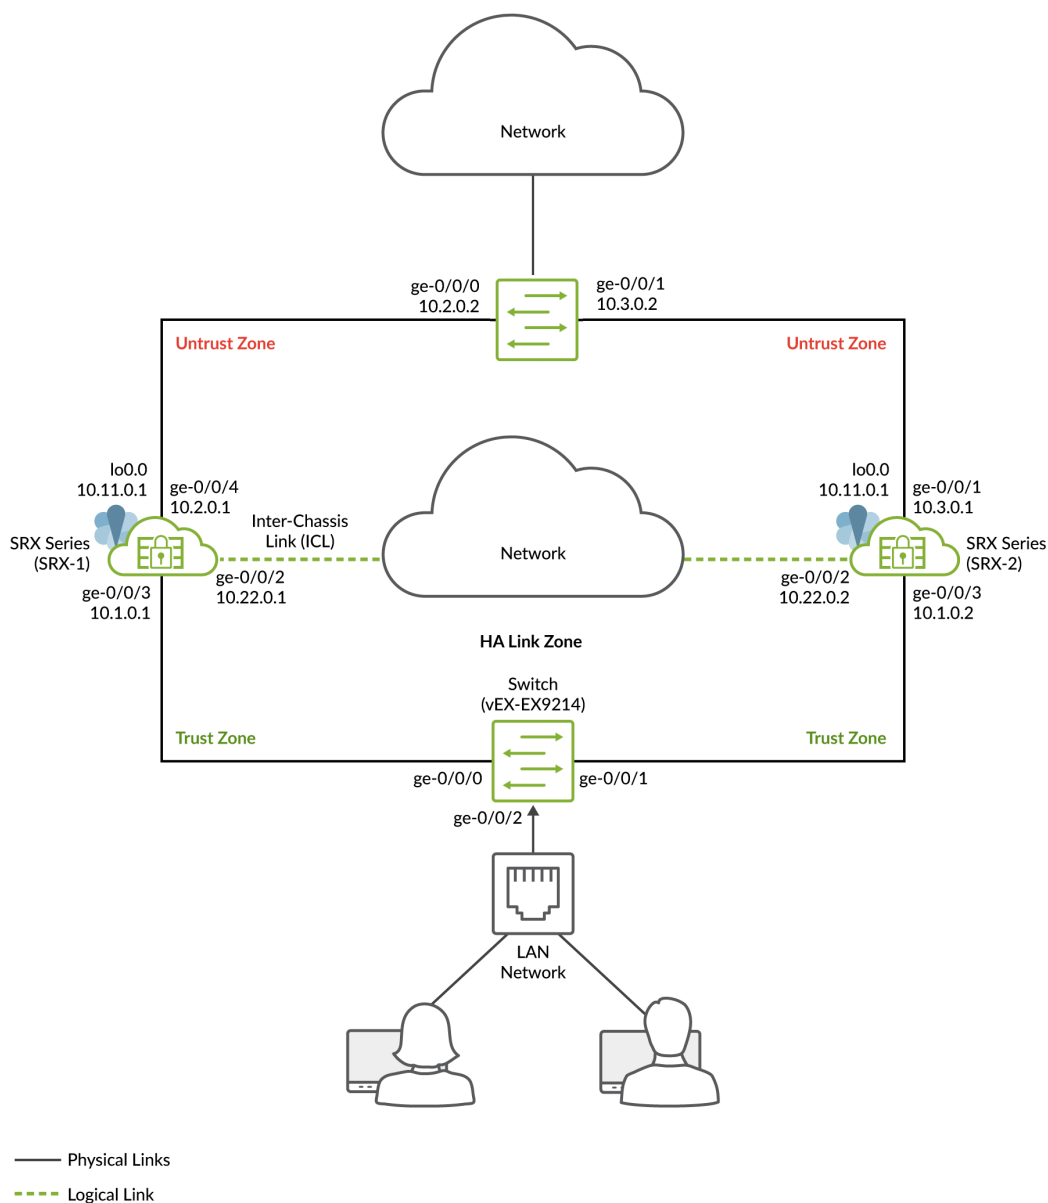 Network
ge-0/0/0
10.2.0.2
ge-0/0/1
10.3.0.2
Untrust Zone
Untrust Zone
lo0.0
10.11.0.1
ge-0/0/4
10.2.0.1
Inter-Chassis
Link (ICL)
SRX Series
(SRX-1)
ge-0/0/2
10.22.0.1
ge-0/0/3
10.1.0.1
Network
lo0.0
10.11.0.1
ge-0/0/1
10.3.0.1
SRX Series
(SRX-2)
ge-0/0/2
10.22.0.2
ge-0/0/3
10.1.0.2
HA Link Zone
Switch
(vEX-EX9214)
Trust Zone
Trust Zone
ge-0/0/0
ge-0/0/1
ge-0/0/2
LAN
Network
Physical Links
Logical Link